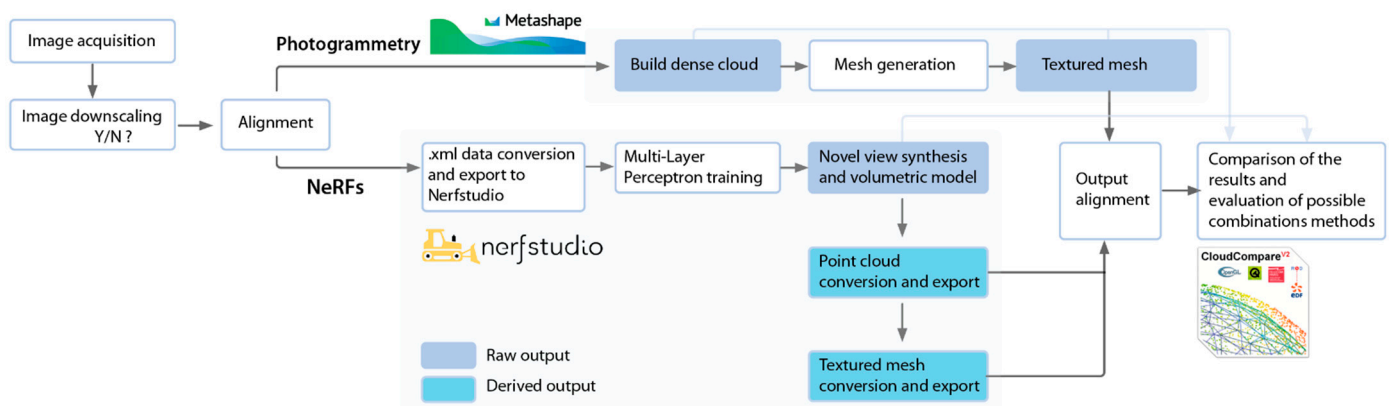 Image acquisition
Image downscaling
Y/N ?
Alignment
Photogrammetry
Metashape
Build dense cloud
Mesh generation
Textured mesh
NeRFs
.xml data conversion
and export to
Nerfstudio
Multi-Layer
Perceptron training
Novel view synthesis
and volumetric model
nerfstudio
Point cloud
conversion and export
Textured mesh
conversion and export
Output
alignment
Comparison of the
results and
evaluation of possible
combinations methods
CloudCompareV2
OpenGL
EDF
Raw output
Derived output